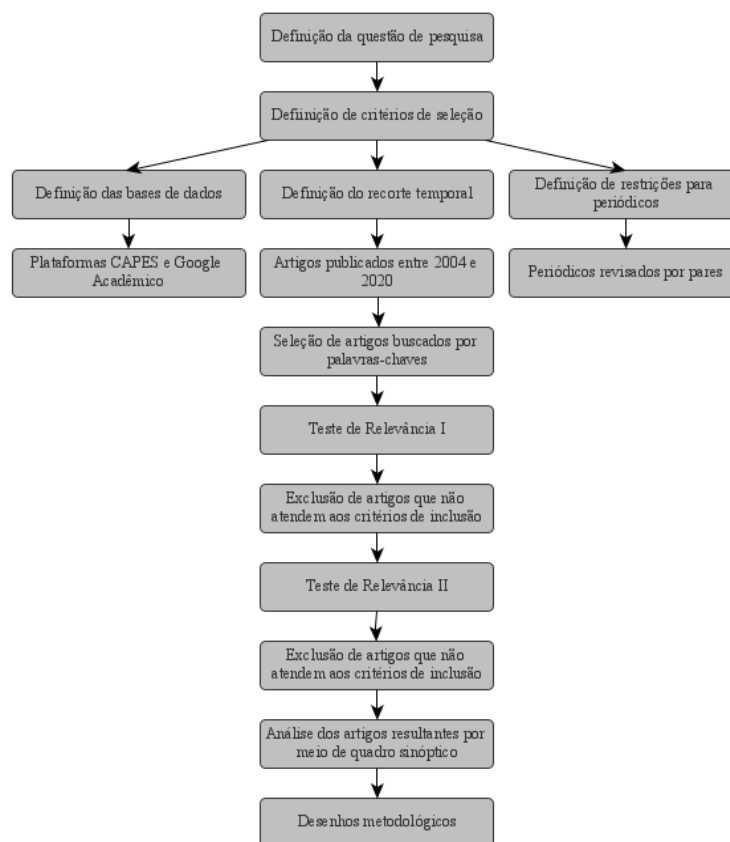 Definição da questão de pesquisa
Defiinição de critérios de seleção
Definição das bases de dados
Definição do recorte temporal
Definição de restrições para
periódicos
Plataformas CAPES e Google
Acadêmico
Artigos publicados entre 2004 e
2020
Periódicos revisados por pares
Seleção de artigos buscados por
palavras-chaves
Teste de Relevância I
Exclusão de artigos que não
atendem aos critérios de inclusão
Teste de Relevância II
Exclusão de artigos que não
atendem aos critérios de inclusão
Análise dos artigos resultantes por
meio de quadro sinóptico
Desenhos metodológicos